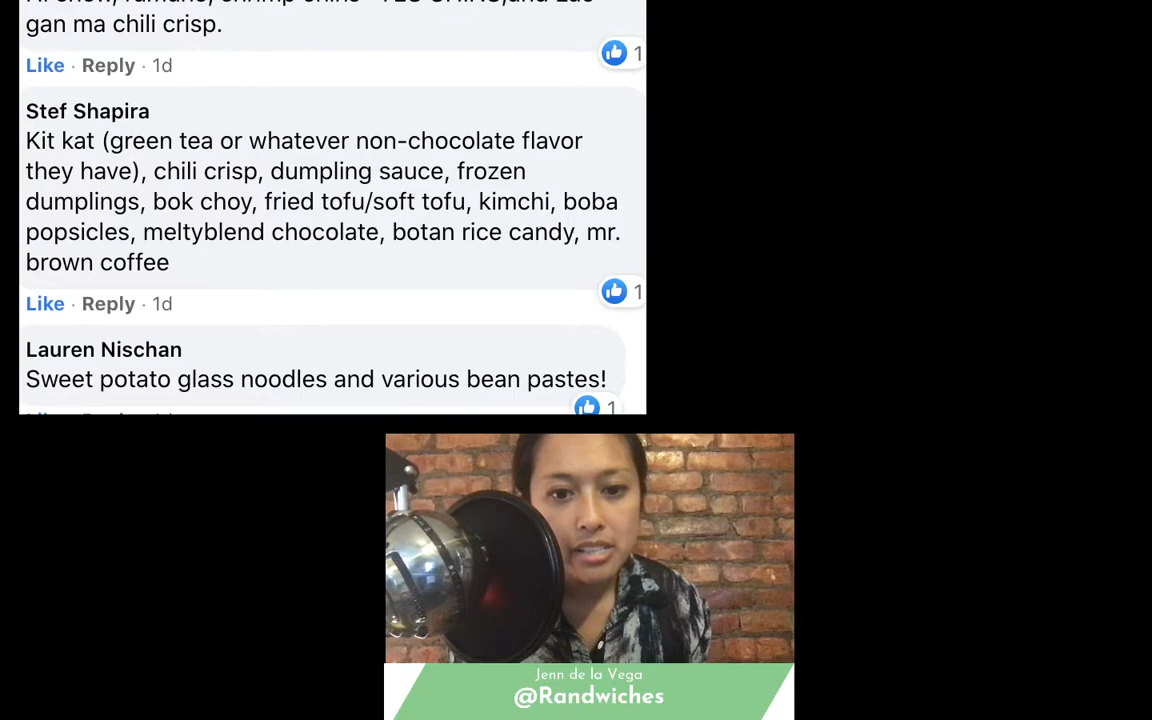 gan ma chili crisp.
Like · Reply · 1d
1
Stef Shapira
Kit kat (green tea or whatever non-chocolate flavor
they have), chili crisp, dumpling sauce, frozen
dumplings, bok choy, fried tofu/soft tofu, kimchi, boba
popsicles, meltyblend chocolate, botan rice candy, mr.
brown coffee
1
Like · Reply · 1d
Lauren Nischan
Sweet potato glass noodles and various bean pastes!
1
Jenn de la Vega
@Randwiches